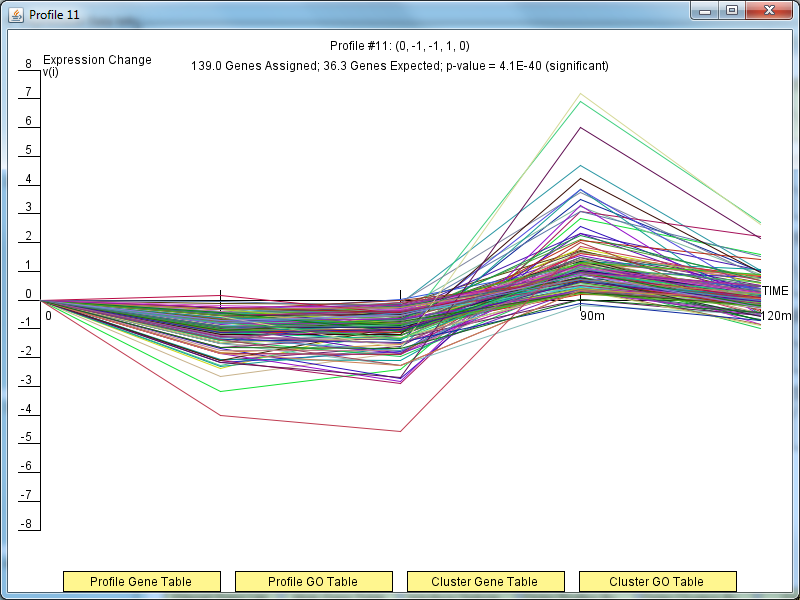 Profile 11
Profile #11: (0, -1, -1, 1, 0)
139.0 Genes Assigned; 36.3 Genes Expected; p-value = 4.1E-40 (significant)
Expression Change
v(i)
8
7
6
5
4
3
2
1
0
-1
-2
-3
-4
-5
-6
-7
-8
TIME
0
90m
120m
Profile Gene Table
Profile GO Table
Cluster Gene Table
Cluster GO Table